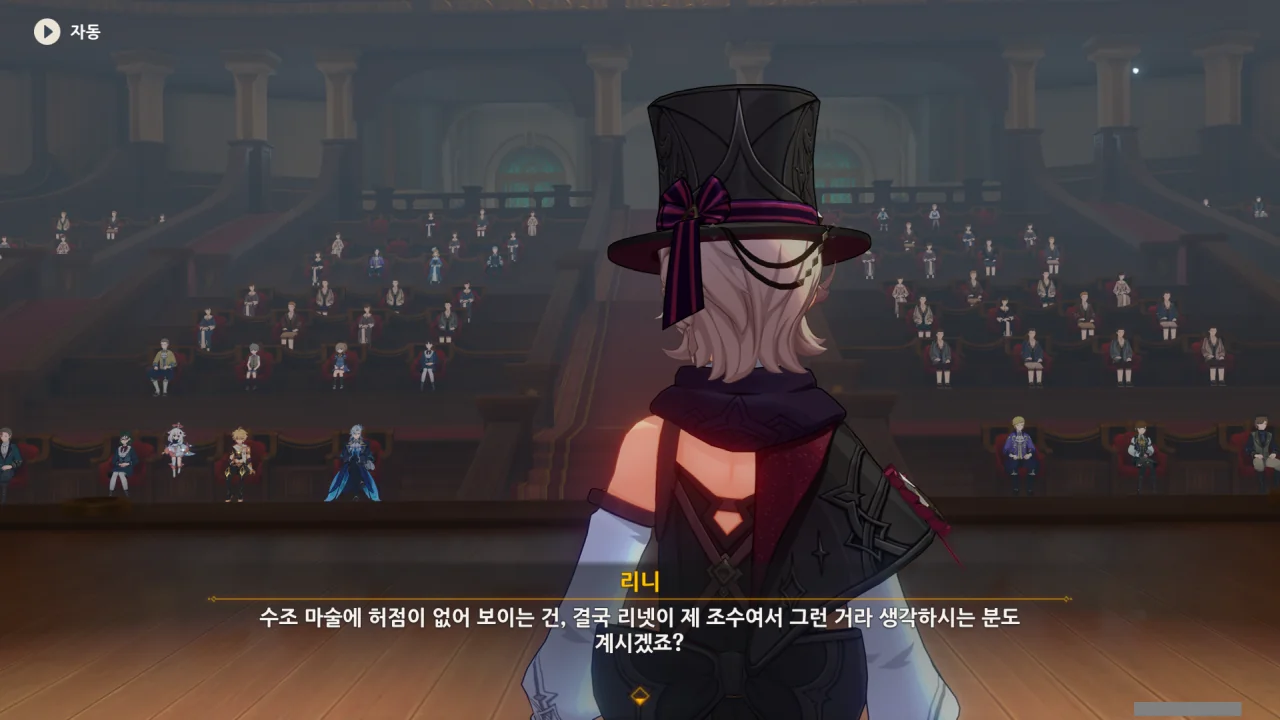 자동
리니
수조 마술에 허점이 없어 보이는 건, 결국 리넷이 제 조수여서 그런 거라 생각하시는 분도
계시겠죠?